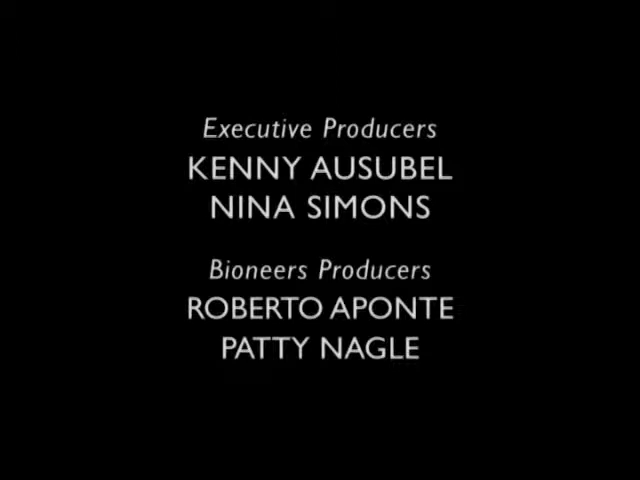 Executive Producers
KENNY AUSUBEL
NINA SIMONS
Bioneers Producers
ROBERTO APONTE
PATTY NAGLE